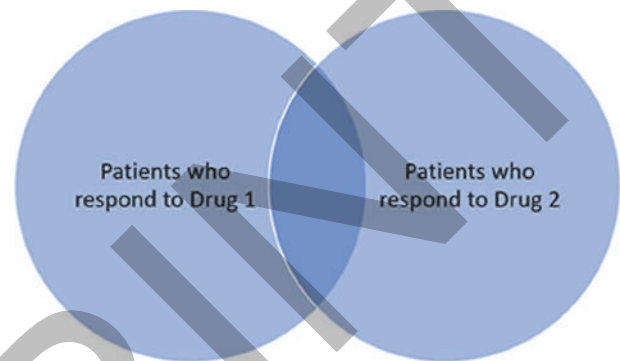 Patients who
respond to Drug 1
Patients who
respond to Drug 2